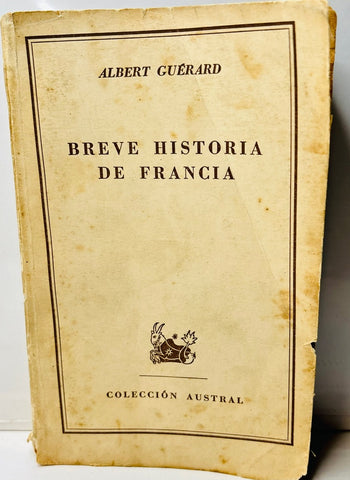 ALBERT GUÉRARD
BREVE HISTORIA
DE FRANCIA
COLECCIÓN AUSTRAL